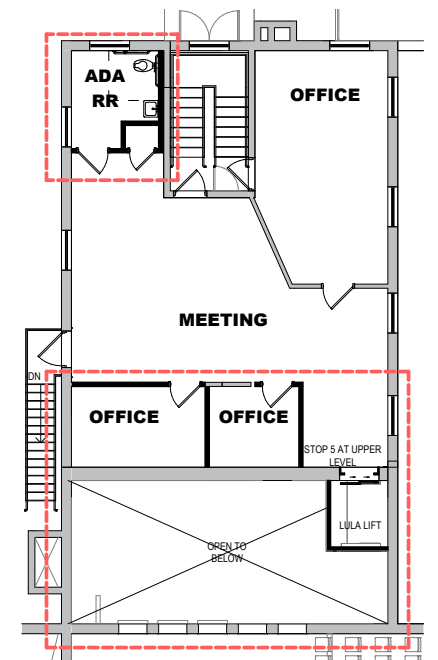 ADA
RR
OFFICE
MEETING
DN
OFFICE
OFFICE
STOP 5 AT UPPER
LEVEL
LULA LIFT
OPEN TO
BELOW